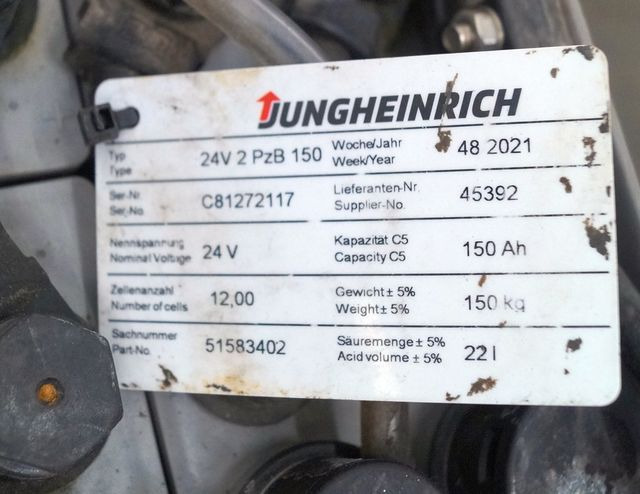 JUNGHEINRICH
Typ 24V 2 PzB 150 Woche/Jahr 48 2021
Type Week/Year
Ser-Nr. C81272117 Lieferanten-Nr. 45392
Ser.No. Supplier-No.
Nennspannung 24 V Kapazität C5 150 Ah
Nominal Voltage Capacity C5
Zellenanzahl 12,00 Gewicht ± 5% 150 kg
Number of cells Weight ± 5%
Sachnummer 51583402 Säuremenge ± 5% 22 l
Part-No. Acid volume ± 5%